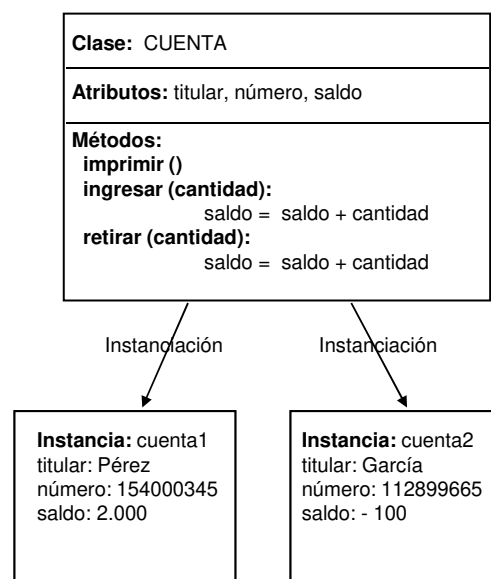 Clase: CUENTA
Atributos: titular, número, saldo
Métodos:
imprimir ()
ingresar (cantidad):
saldo = saldo + cantidad
retirar (cantidad):
saldo = saldo + cantidad
Instanciación
Instanciación
Instancia: cuenta1
titular: Pérez
número: 154000345
saldo: 2.000
Instancia: cuenta2
titular: García
número: 112899665
saldo: - 100